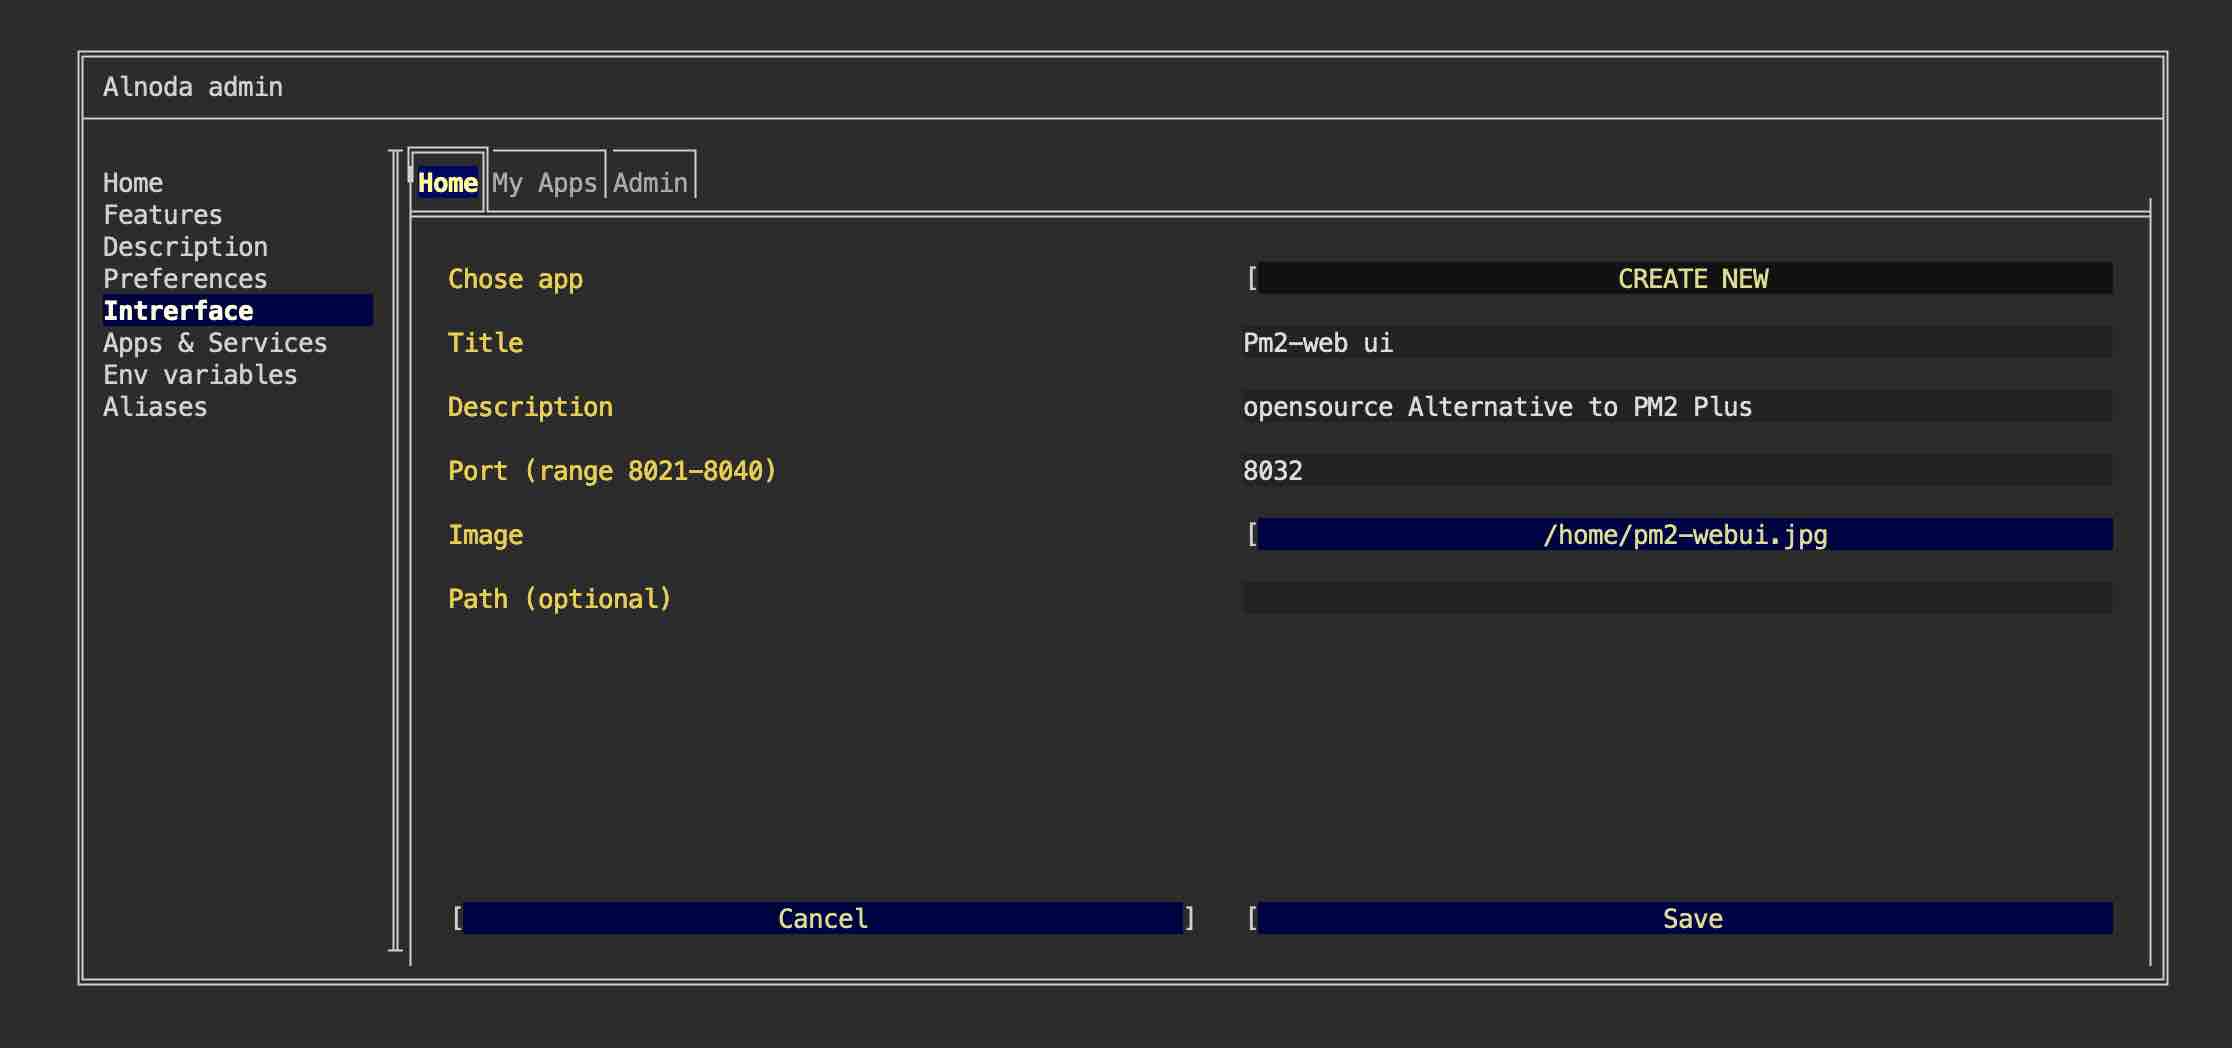 Alnoda admin
Home
Features
Description
Preferences
Intrerface
Apps & Services
Env variables
Aliases
Home My Apps Admin
Chose app [ CREATE NEW
Title Pm2-web ui
Description opensource Alternative to PM2 Plus
Port (range 8021-8040) 8032
Image [ /home/pm2-webui.jpg
Path (optional)
[ Cancel ] [ Save